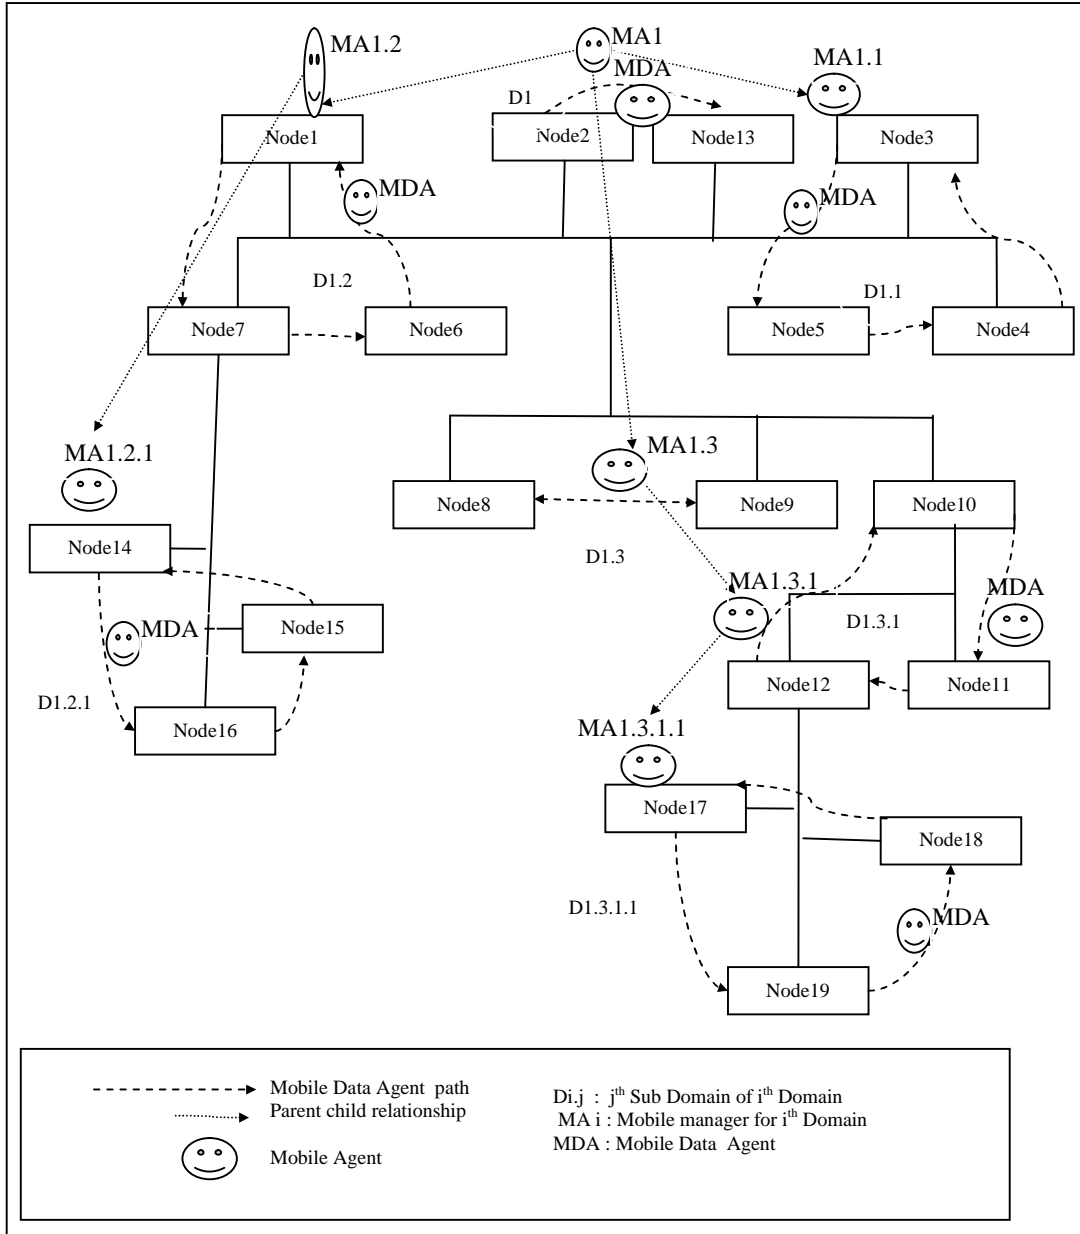 MA1.2
MA1
MA1.1
MDA
D1
Node1
Node2
Node13
Node3
MDA
MDA
D1.2
D1.1
Node7
Node6
Node5
Node4
MA1.2.1
MA1.3
Node8
Node9
Node10
Node14
D1.3
MA1.3.1
MDA
MDA
Node15
D1.3.1
Node12
Node11
D1.2.1
Node16
MA1.3.1.1
Node17
Node18
D1.3.1.1
MDA
Node19
Mobile Data Agent path
Parent child relationship
Mobile Agent
Di.j : jth Sub Domain of ith Domain
MA i : Mobile manager for ith Domain
MDA : Mobile Data Agent